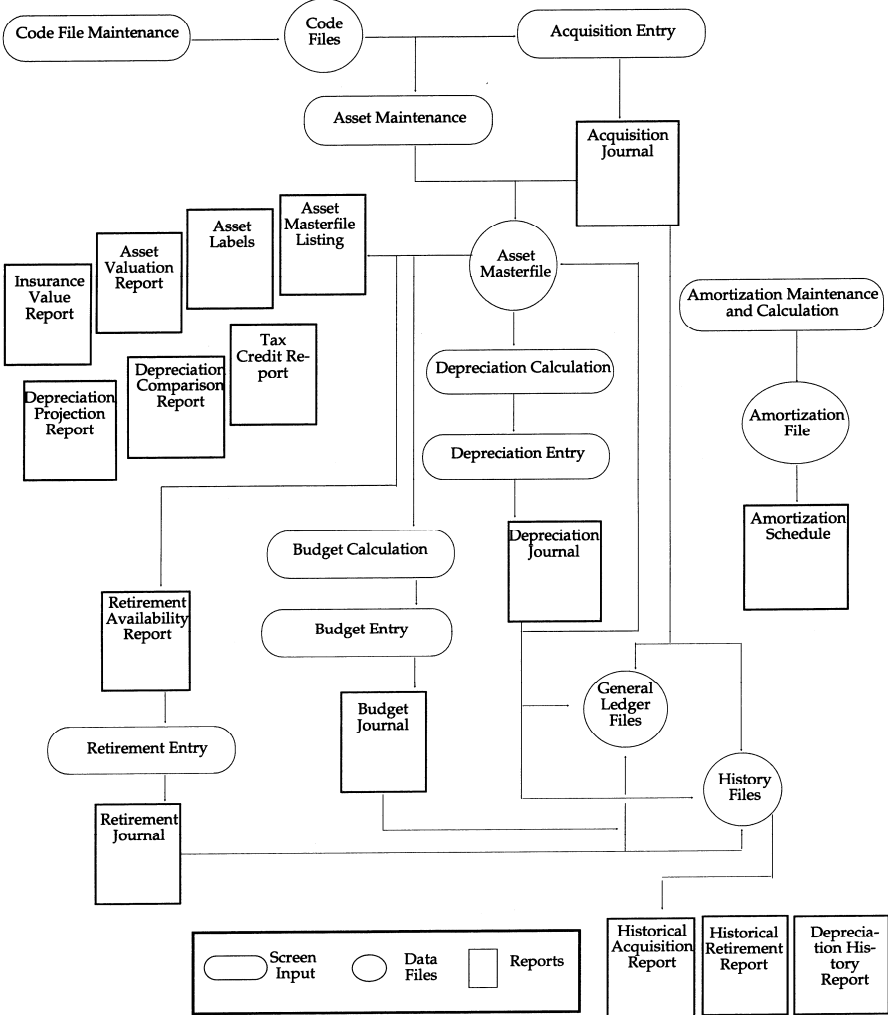 Code File Maintenance
Code
Files
Acquisition Entry
Asset Maintenance
Acquisition
Journal
Asset
Masterfile
Listing
Asset
Labels
Asset
Valuation
Report
Insurance
Value
Report
Asset
Masterfile
Amortization Maintenance
and Calculation
Tax
Credit Re-
port
Depreciation
Comparison
Report
Depreciation
Projection
Report
Depreciation Calculation
Amortization
File
Depreciation Entry
Amortization
Schedule
Depreciation
Journal
Budget Calculation
Retirement
Availability
Report
Budget Entry
General
Ledger
Files
Budget
Journal
Retirement Entry
History
Files
Retirement
Journal
Historical
Acquisition
Report
Historical
Retirement
Report
Deprecia-
tion His-
tory
Report
Screen
Input
Data
Files
Reports